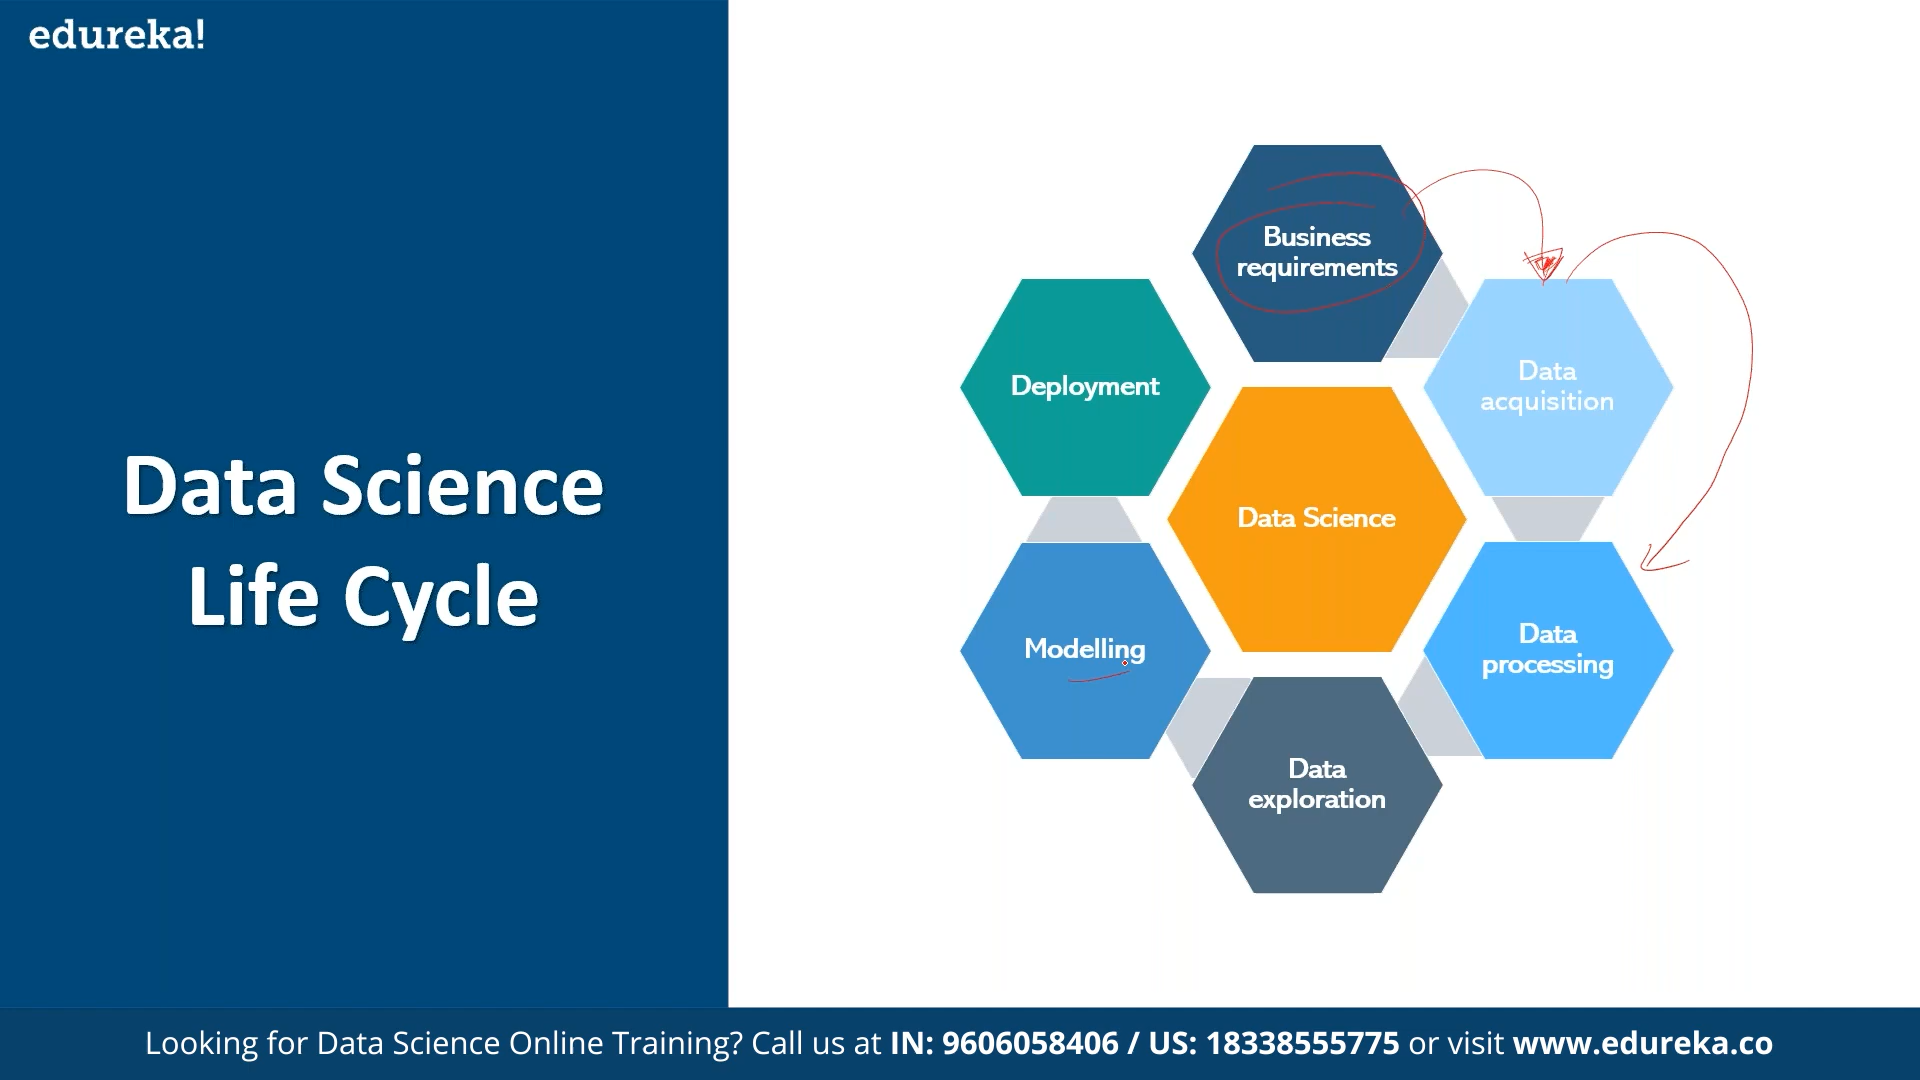 edureka!
Data Science
Life Cycle
Business
requirements
Data
acquisition
Deployment
Data Science
Data
processing
Modelling
Data
exploration
Looking for Data Science Online Training? Call us at IN: 9606058406 / US: 18338555775 or visit www.edureka.co